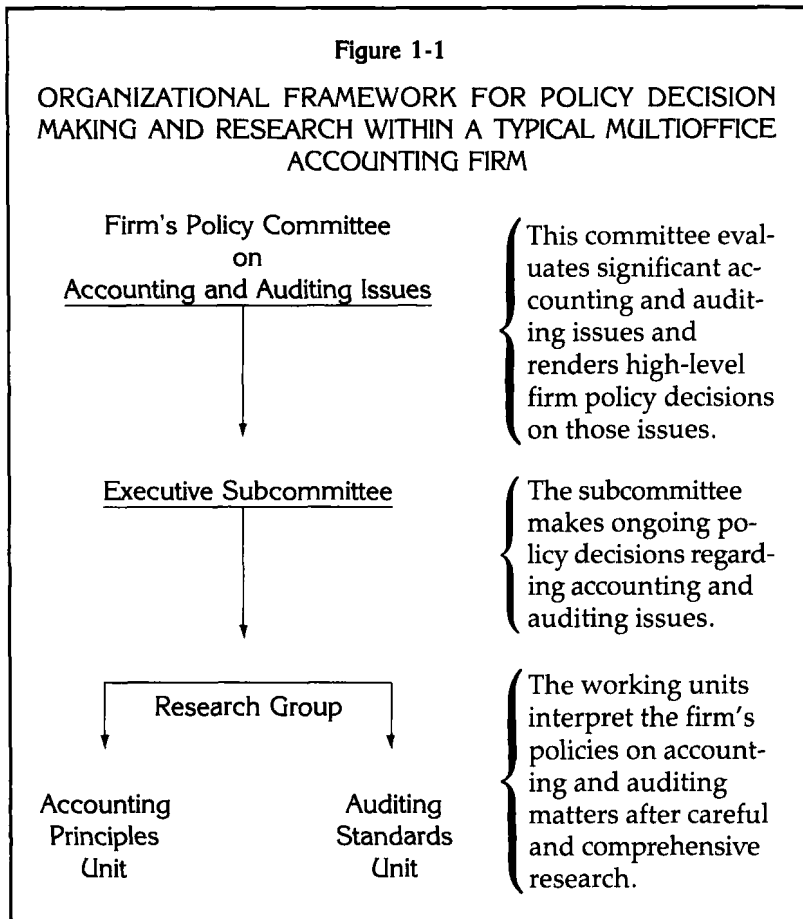 Figure 1-1
ORGANIZATIONAL FRAMEWORK FOR POLICY DECISION
MAKING AND RESEARCH WITHIN A TYPICAL MULTIOFFICE
ACCOUNTING FIRM
Firm's Policy Committee
on
Accounting and Auditing Issues
This committee eval-
uates significant ac-
counting and audit-
ing issues and
renders high-level
firm policy decisions
on those issues.
Executive Subcommittee
The subcommittee
makes ongoing po-
licy decisions regard-
ing accounting and
auditing issues.
Research Group
Accounting
Principles
Unit
Auditing
Standards
Unit
The working units
interpret the firm's
policies on account-
ing and auditing
matters after careful
and comprehensive
research.